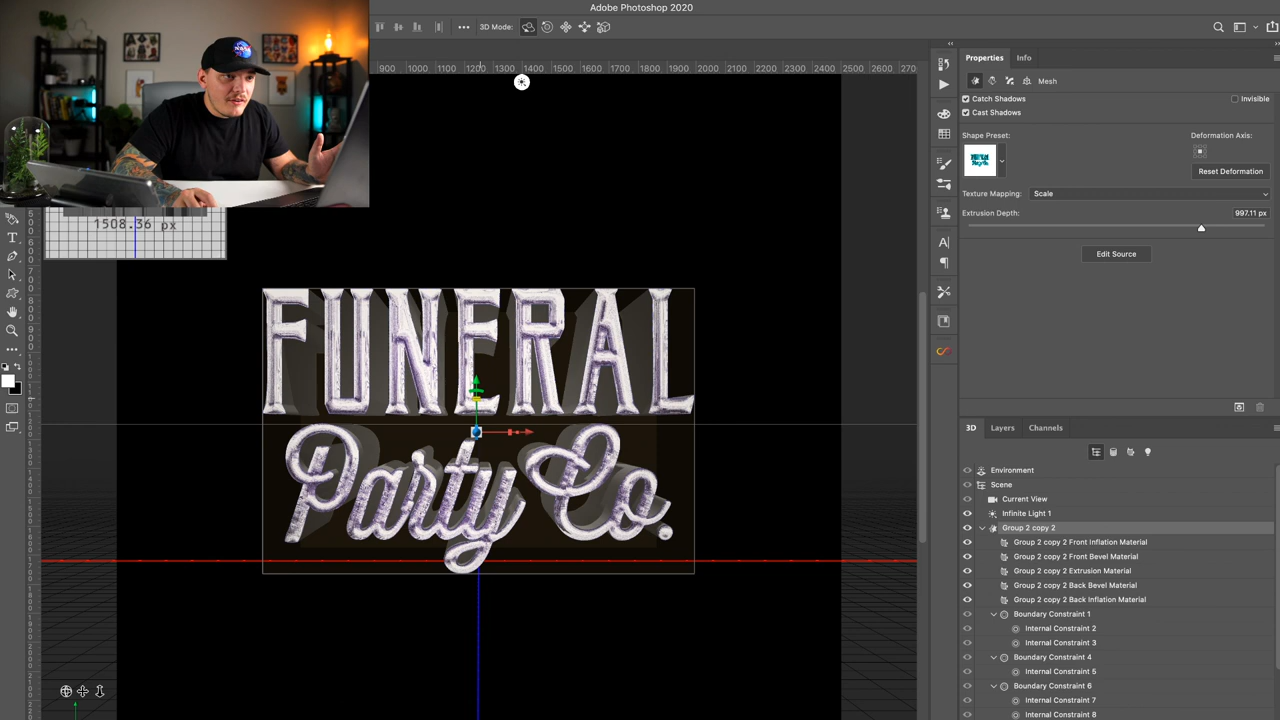 Adobe Photoshop 2020
3D Mode:
900 1000 1100 1200 1300 1400 1500 1600 1700 1800 1900 2000 2100 2200 2300 2400 2500 2600 270
NASA
Properties Info
Mesh
Catch Shadows Invisible
Cast Shadows
Shape Preset: Deformation Axis:
Reset Deformation
Texture Mapping: Scale
Extrusion Depth: 997.11 px
Edit Source
1508.36 px
FUNERAL
Party Co.
3D Layers Channels
Environment
Scene
Current View
Infinite Light 1
Group 2 copy 2
Group 2 copy 2 Front Inflation Material
Group 2 copy 2 Front Bevel Material
Group 2 copy 2 Extrusion Material
Group 2 copy 2 Back Bevel Material
Group 2 copy 2 Back Inflation Material
Boundary Constraint 1
Internal Constraint 2
Internal Constraint 3
Boundary Constraint 4
Internal Constraint 5
Boundary Constraint 6
Internal Constraint 7
Internal Constraint 8